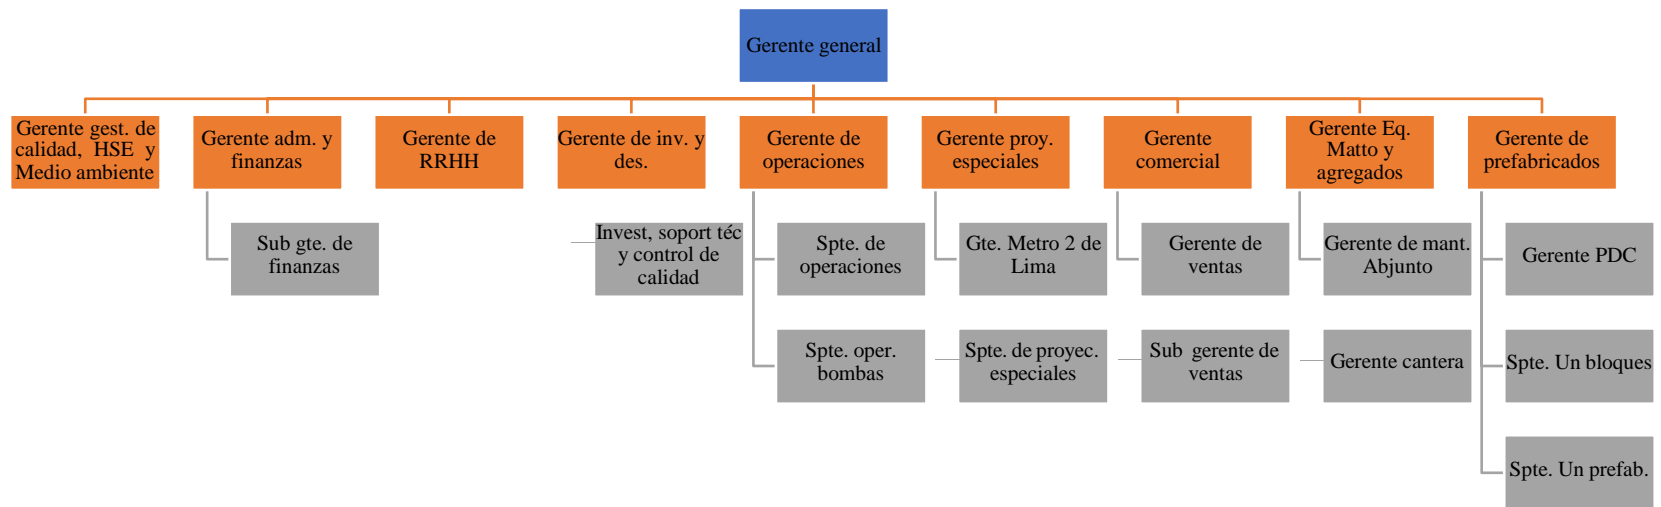 Gerente general
Gerente gest. de
calidad, HSE y
Medio ambiente
Gerente adm. y
finanzas
Gerente de
RRHH
Gerente de inv. y
des.
Gerente de
operaciones
Gerente proy.
especiales
Gerente
comercial
Gerente Eq.
Matto y
agregados
Gerente de
prefabricados
Sub gte. de
finanzas
Invest, soport téc
y control de
calidad
Spte. de
operaciones
Gte. Metro 2 de
Lima
Gerente de
ventas
Gerente de mant.
Abjunto
Gerente PDC
Spte. oper.
bombas
Spte. de proyec.
especiales
Sub gerente de
ventas
Gerente cantera
Spte. Un bloques
Spte. Un prefab.